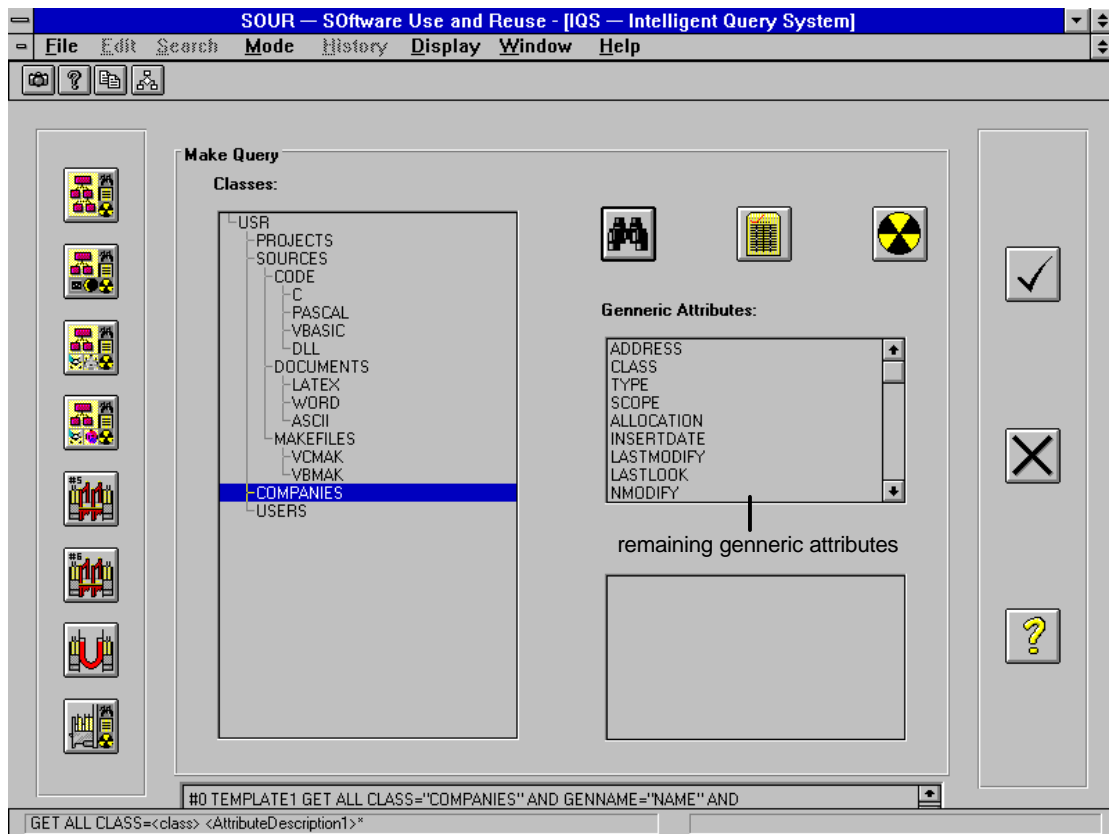 SOUR — SOftware Use and Reuse - [IQS — Intelligent Query System]
File Edit Search Mode History Display Window Help
Make Query
Classes:
USR
PROJECTS
SOURCES
CODE
C
PASCAL
VBASIC
DLL
DOCUMENTS
LATEX
WORD
ASCII
MAKEFILES
VCMAK
VBMAK
COMPANIES
USERS
Genneric Attributes:
ADDRESS
CLASS
TYPE
SCOPE
ALLOCATION
INSERTDATE
LASTMODIFY
LASTLOOK
NMODIFY
remaining genneric attributes
#5
#6
#0 TEMPLATE1 GET ALL CLASS="COMPANIES" AND GENNAME="NAME" AND
GET ALL CLASS=<class> <AttributeDescription1>*